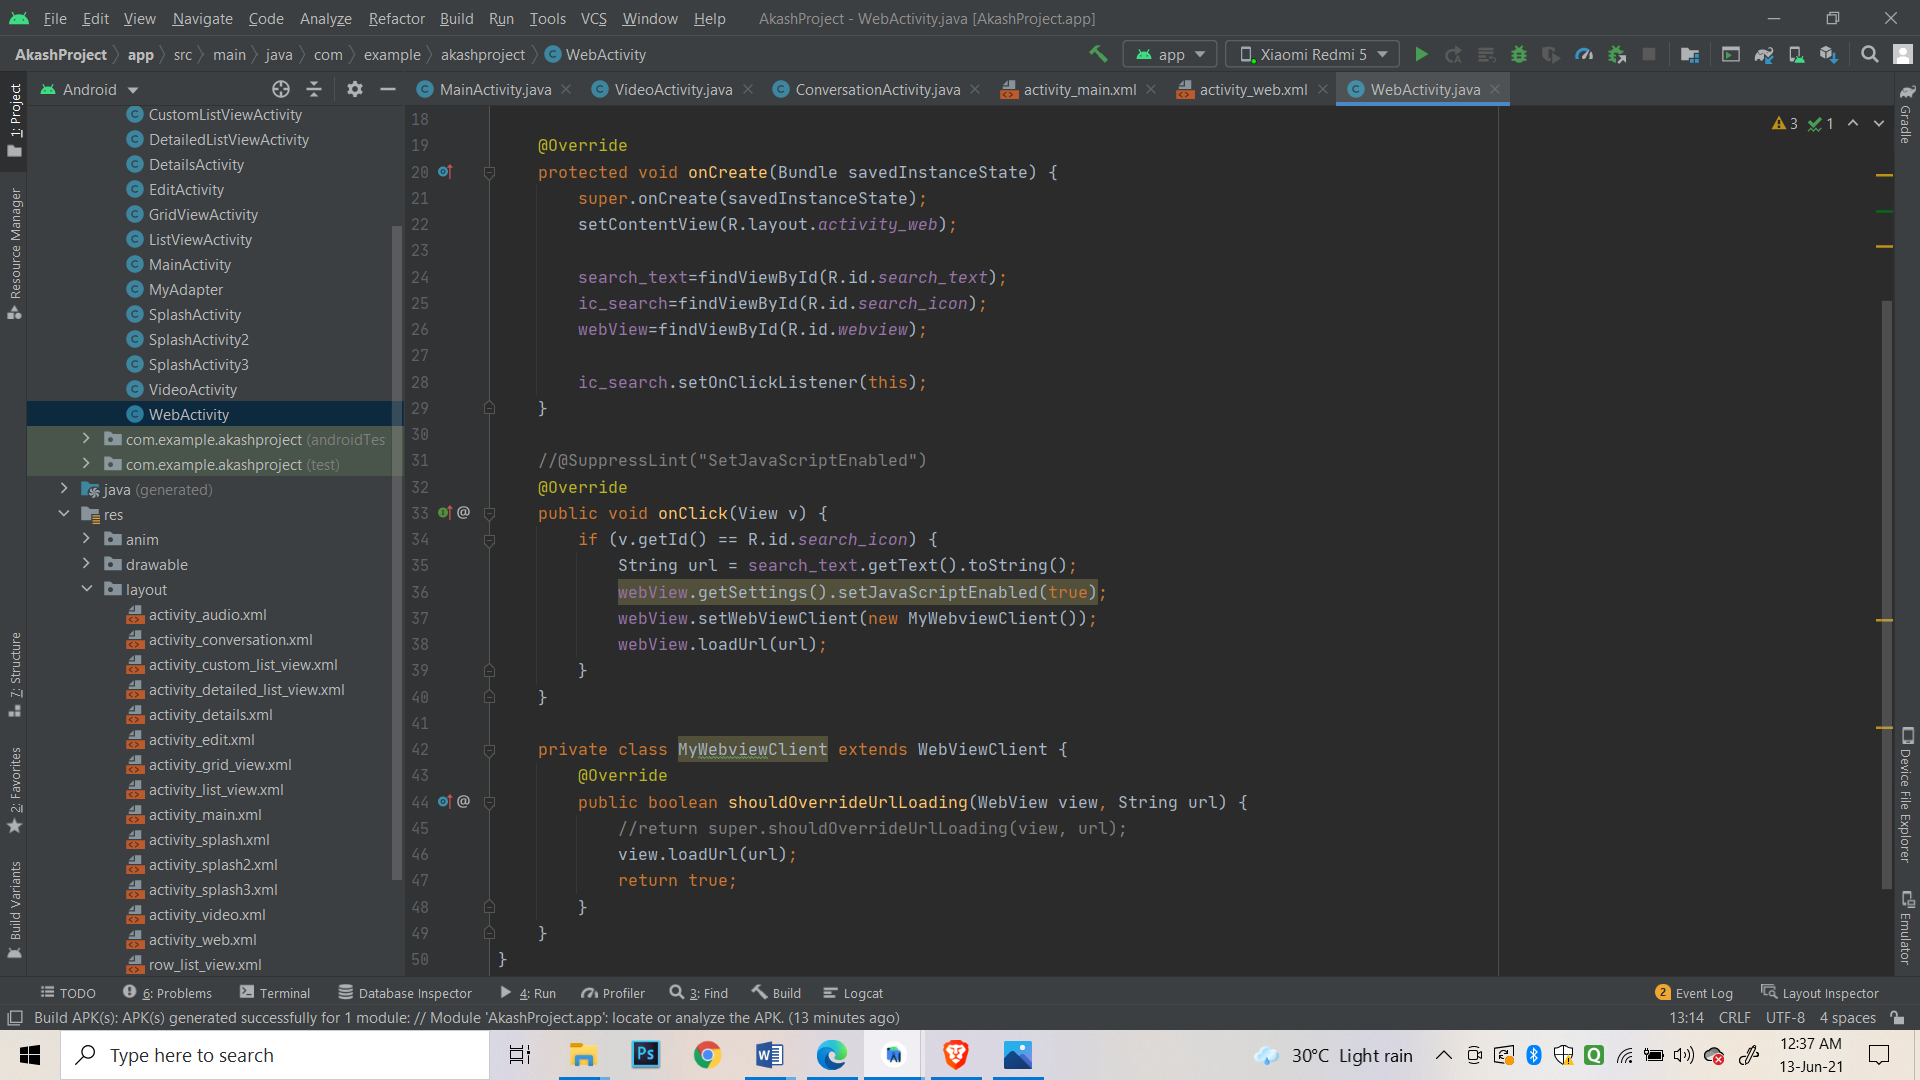 File Edit View Navigate Code Analyze Refactor Build Run Tools VCS Window Help AkashProject - WebActivity.java [AkashProject.app]
AkashProject app src main java com example akashproject WebActivity app Xiaomi Redmi 5
Android MainActivity.java VideoActivity.java ConversationActivity.java activity_main.xml activity_web.xml WebActivity.java
1: Project
Resource Manager
7: Structure
2: Favorites
Build Variants
CustomListViewActivity
DetailedListViewActivity
DetailsActivity
EditActivity
GridViewActivity
ListViewActivity
MainActivity
MyAdapter
SplashActivity
SplashActivity2
SplashActivity3
VideoActivity
WebActivity
com.example.akashproject (androidTes
com.example.akashproject (test)
java (generated)
res
anim
drawable
layout
activity_audio.xml
activity_conversation.xml
activity_custom_list_view.xml
activity_detailed_list_view.xml
activity_details.xml
activity_edit.xml
activity_grid_view.xml
activity_list_view.xml
activity_main.xml
activity_splash.xml
activity_splash2.xml
activity_splash3.xml
activity_video.xml
activity_web.xml
row_list_view.xml
3 1
18
19 @Override
20 protected void onCreate(Bundle savedInstanceState) {
21 super.onCreate(savedInstanceState);
22 setContentView(R.layout.activity_web);
23
24 search_text=findViewById(R.id.search_text);
25 ic_search=findViewById(R.id.search_icon);
26 webView=findViewById(R.id.webview);
27
28 ic_search.setOnClickListener(this);
29 }
30
31 //@SuppressLint("SetJavaScriptEnabled")
32 @Override
33 @ public void onClick(View v) {
34 if (v.getId() == R.id.search_icon) {
35 String url = search_text.getText().toString();
36 webView.getSettings().setJavaScriptEnabled(true);
37 webView.setWebViewClient(new MyWebviewClient());
38 webView.loadUrl(url);
39 }
40 }
41
42 private class MyWebviewClient extends WebViewClient {
43 @Override
44 @ public boolean shouldOverrideUrlLoading(WebView view, String url) {
45 //return super.shouldOverrideUrlLoading(view, url);
46 view.loadUrl(url);
47 return true;
48 }
49 }
50 }
Gradle
Device File Explorer
Emulator
TODO 6: Problems Terminal Database Inspector 4: Run Profiler 3: Find Build Logcat 2 Event Log Layout Inspector
Build APK(s): APK(s) generated successfully for 1 module: // Module 'AkashProject.app': locate or analyze the APK. (13 minutes ago) 13:14 CRLF UTF-8 4 spaces
Type here to search Ps W 30°C Light rain Q 12:37 AM
13-Jun-21